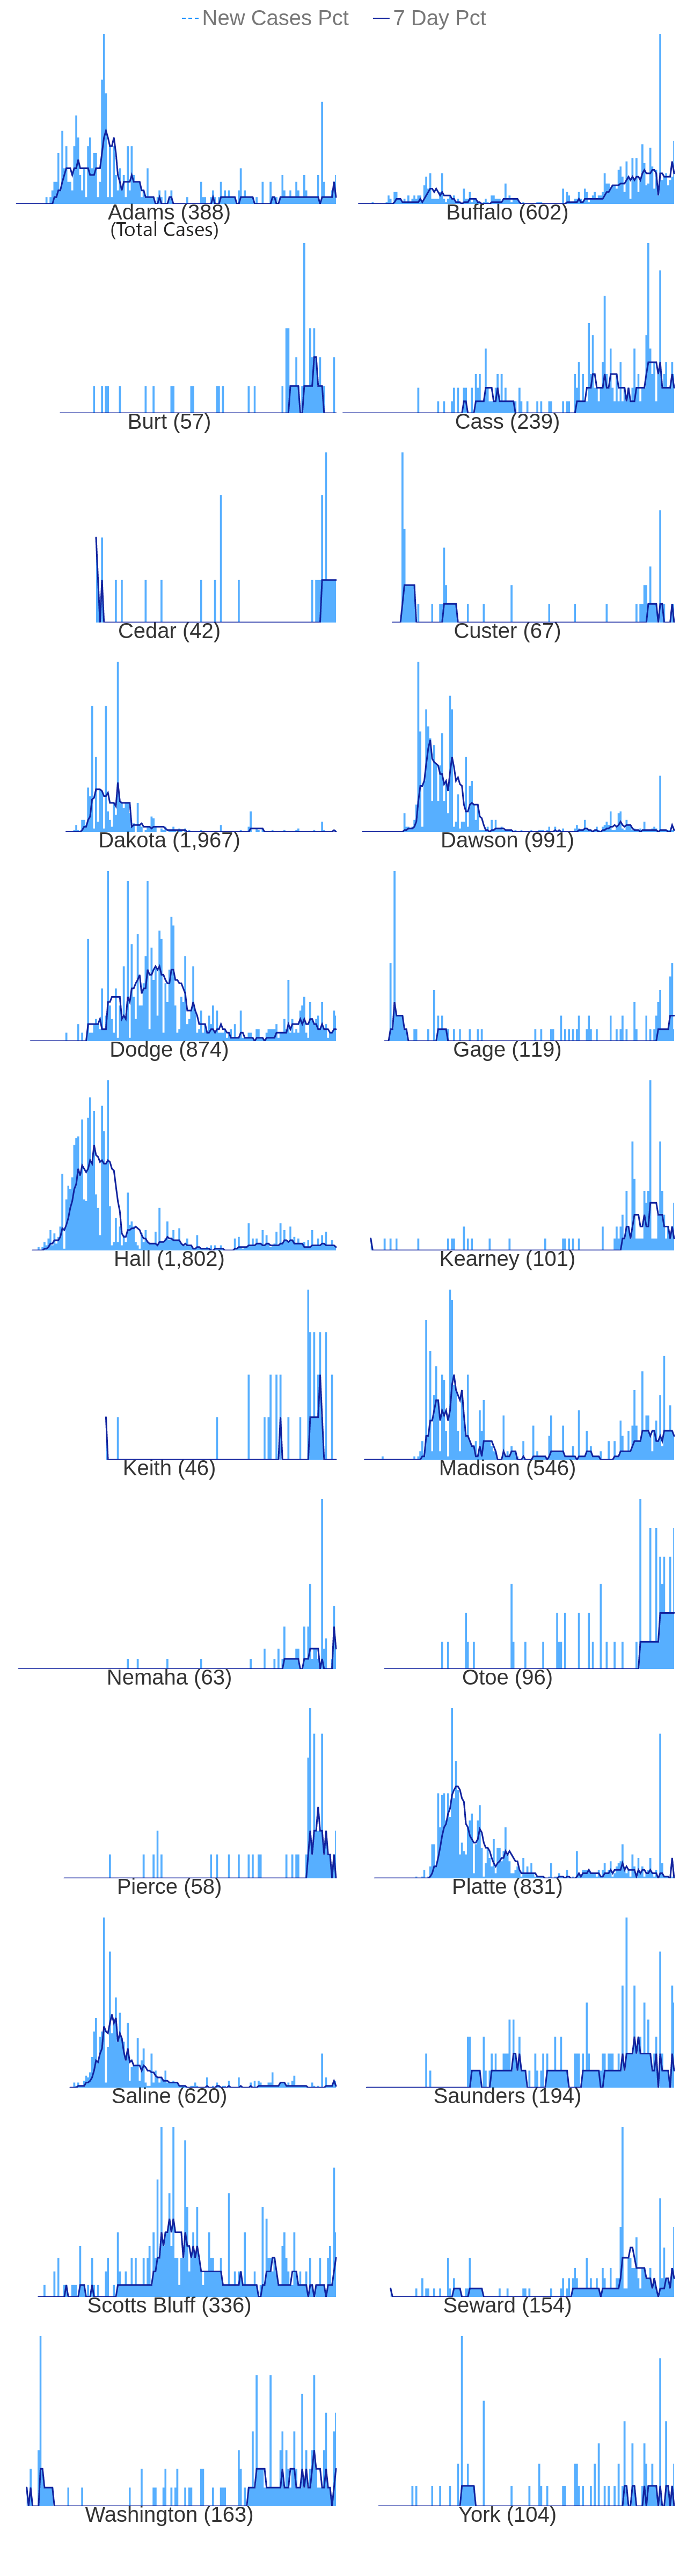 New Cases Pct 7 Day Pct
Adams (388) Buffalo (602)
(Total Cases)
Burt (57) Cass (239)
Cedar (42) Custer (67)
Dakota (1,967) Dawson (991)
Dodge (874) Gage (119)
Hall (1,802) Kearney (101)
Keith (46) Madison (546)
Nemaha (63) Otoe (96)
Pierce (58) Platte (831)
Saline (620) Saunders (194)
Scotts Bluff (336) Seward (154)
Washington (163) York (104)